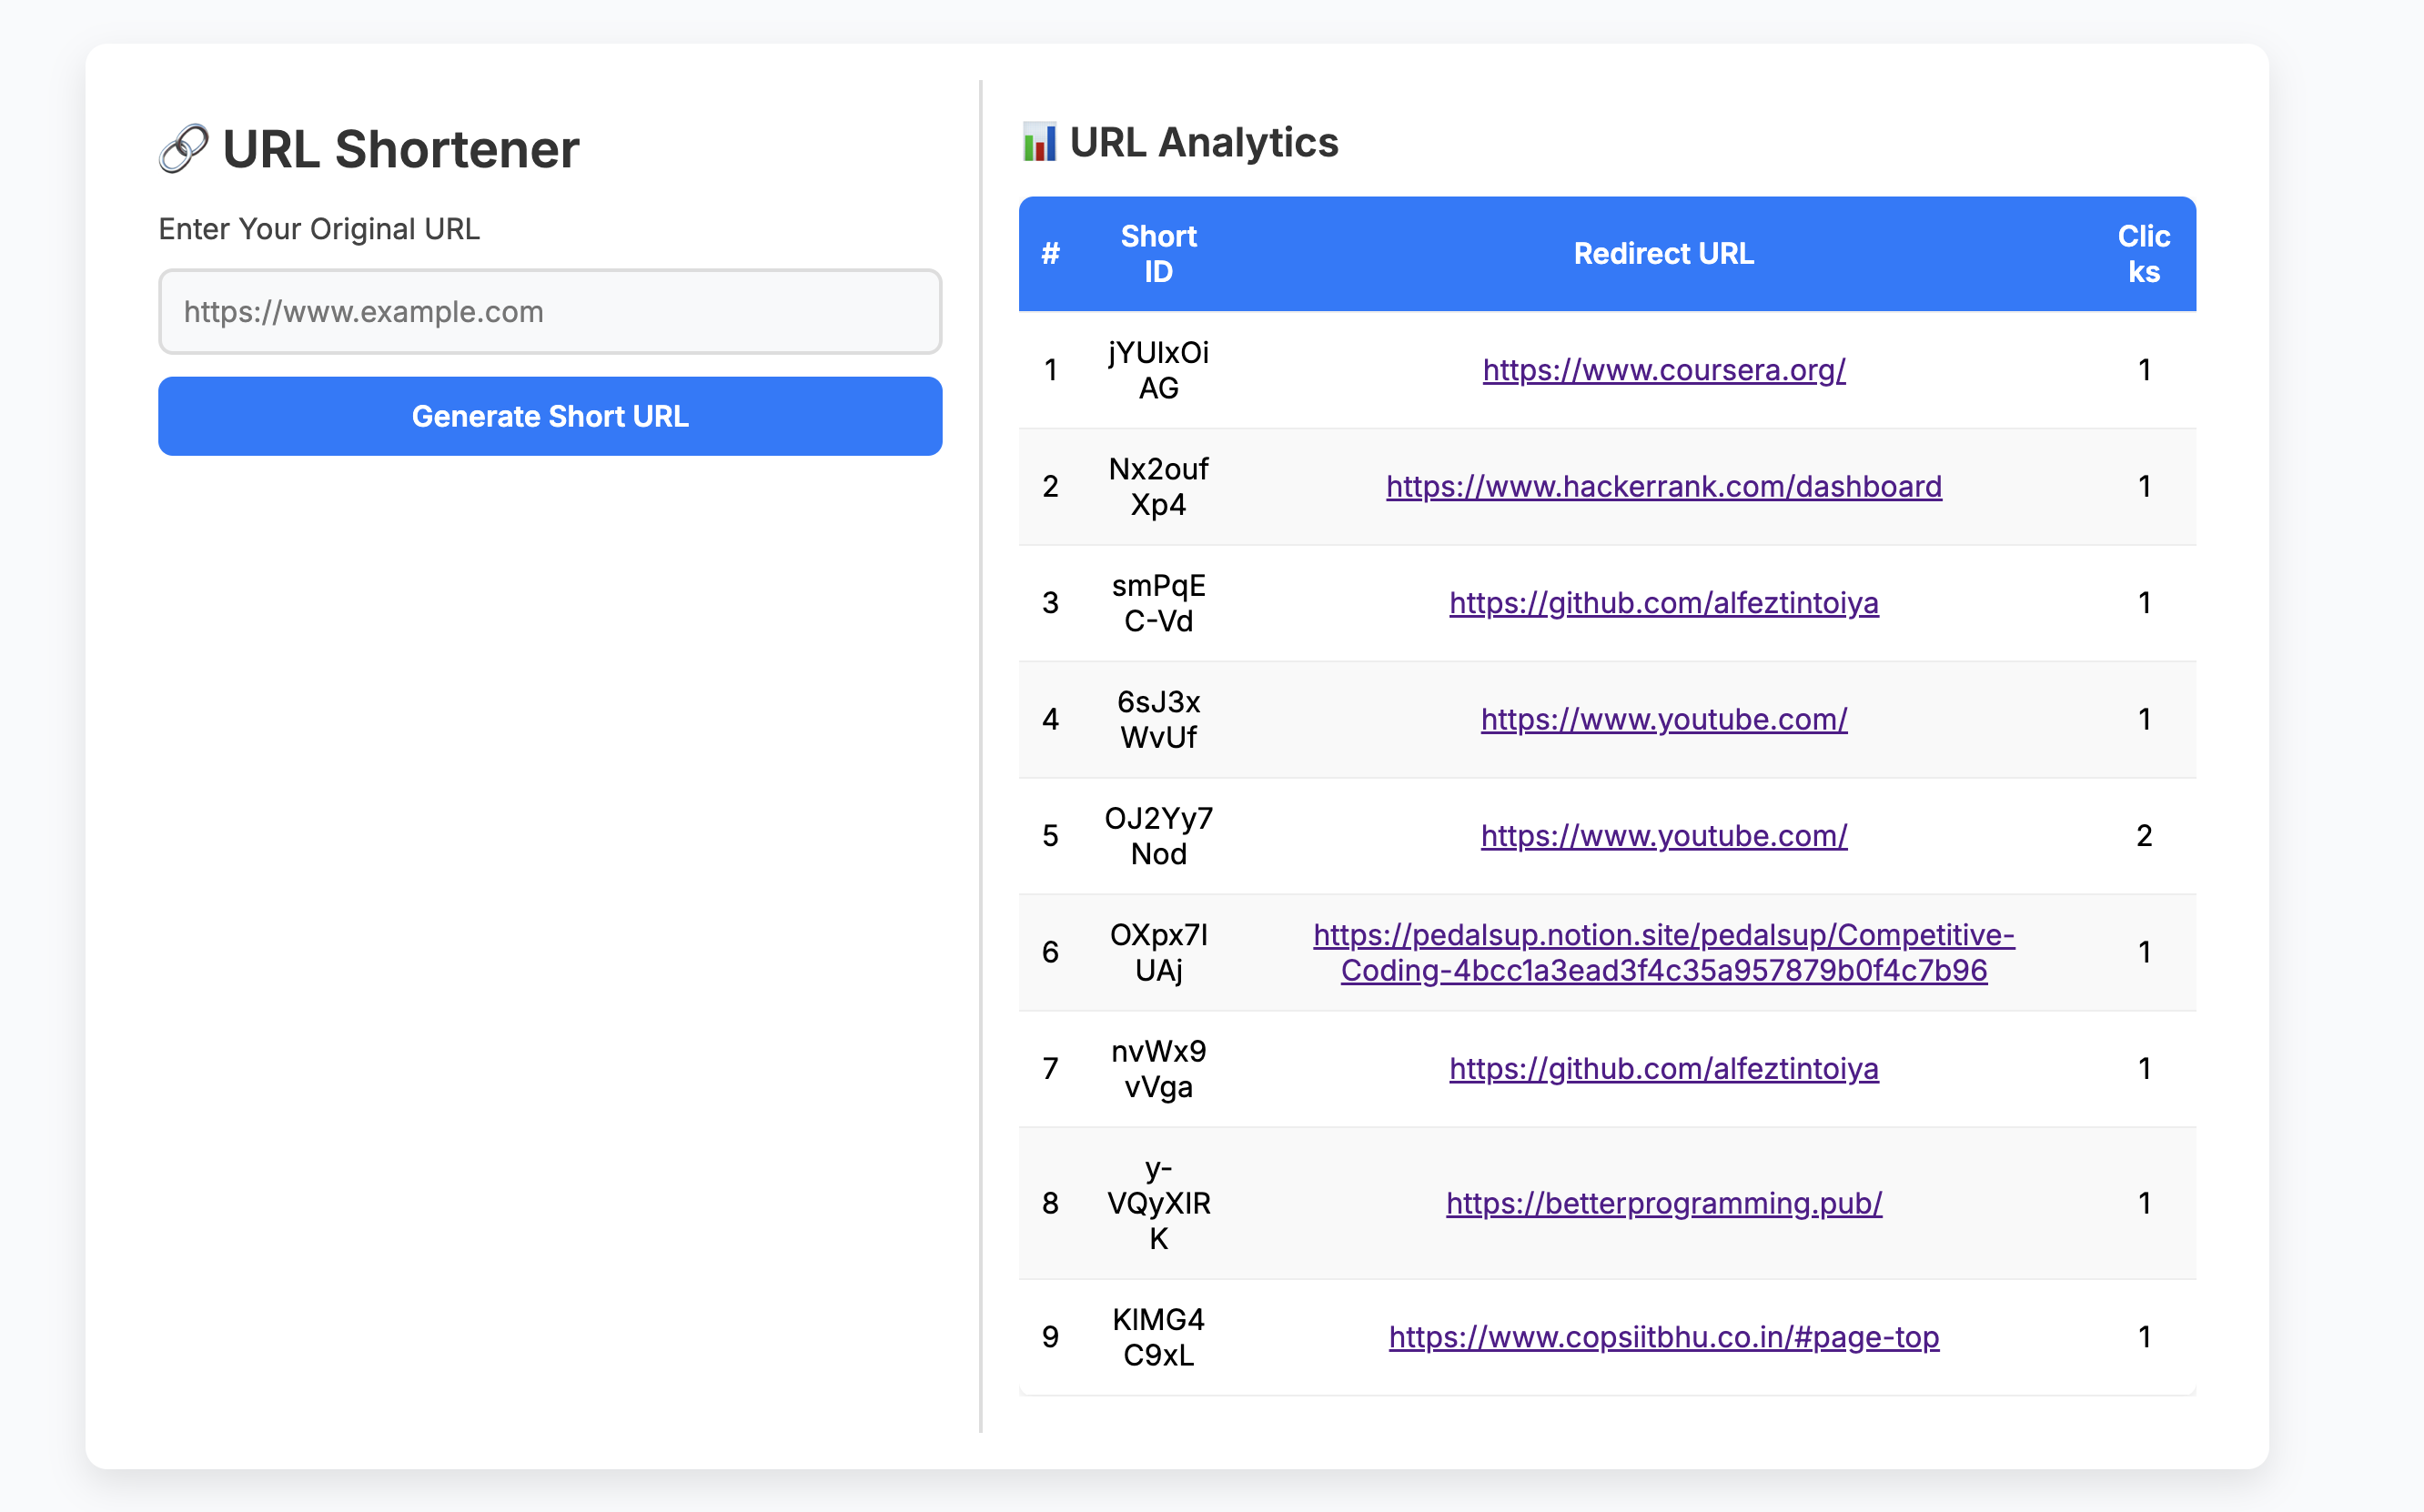 URL Shortener
Enter Your Original URL
https://www.example.com
Generate Short URL
URL Analytics
# Short ID Redirect URL Clicks
1 jYUIxOiAG https://www.coursera.org/ 1
2 Nx2oufXp4 https://www.hackerrank.com/dashboard 1
3 smPqEC-Vd https://github.com/alfeztintoiya 1
4 6sJ3xWvUf https://www.youtube.com/ 1
5 OJ2Yy7Nod https://www.youtube.com/ 2
6 OXpx7IUAj https://pedalsup.notion.site/pedalsup/Competitive-Coding-4bcc1a3ead3f4c35a957879b0f4c7b96 1
7 nvWx9vVga https://github.com/alfeztintoiya 1
8 y-VQyXIRK https://betterprogramming.pub/ 1
9 KIMG4C9xL https://www.copsiitbhu.co.in/#page-top 1